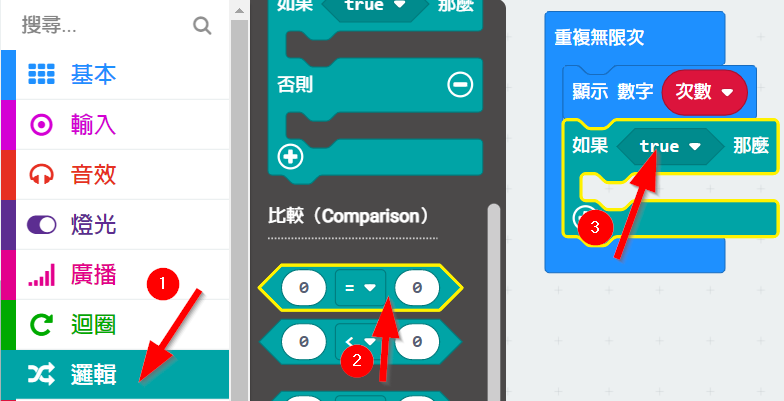 搜尋...
基本
輸入
音效
燈光
廣播
迴圈
邏輯
1
如果 true 那麼
否則
比較（Comparison）
0 = 0
0 < 0
2
重複無限次
顯示 數字 次數
如果 true 那麼
3